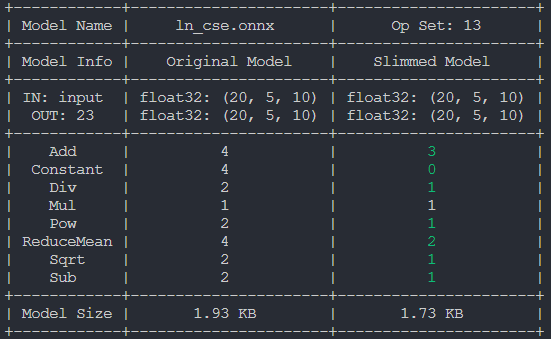 Model Name | ln_cse.onnx | Op Set: 13
Model Info | Original Model | Slimmed Model
IN: input | float32: (20, 5, 10) | float32: (20, 5, 10)
OUT: 23 | float32: (20, 5, 10) | float32: (20, 5, 10)
Add | 4 | 3
Constant | 4 | 0
Div | 2 | 1
Mul | 1 | 1
Pow | 2 | 1
ReduceMean | 4 | 2
Sqrt | 2 | 1
Sub | 2 | 1
Model Size | 1.93 KB | 1.73 KB